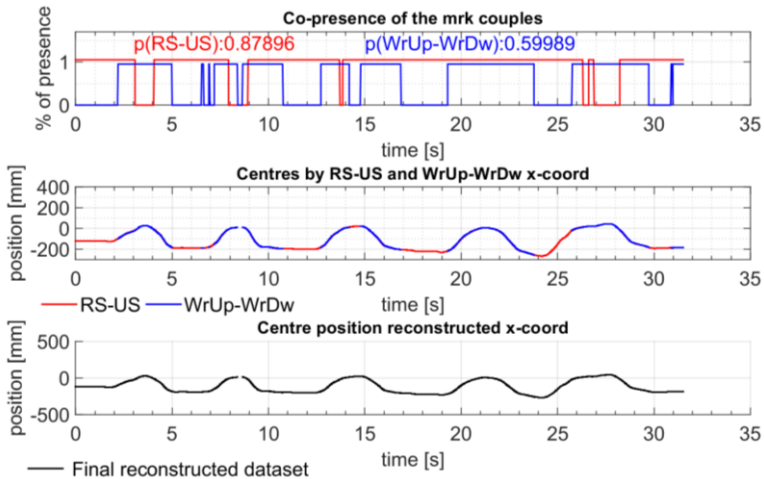 Co-presence of the mrk couples
p(RS-US):0.87896 p(WrUp-WrDw):0.59989
% of presence
1
0
0 5 10 15 20 25 30 35
time [s]
Centres by RS-US and WrUp-WrDw x-coord
position [mm]
400
200
0
-200
0 5 10 15 20 25 30 35
time [s]
RS-US WrUp-WrDw
Centre position reconstructed x-coord
position [mm]
500
0
-500
0 5 10 15 20 25 30 35
time [s]
Final reconstructed dataset